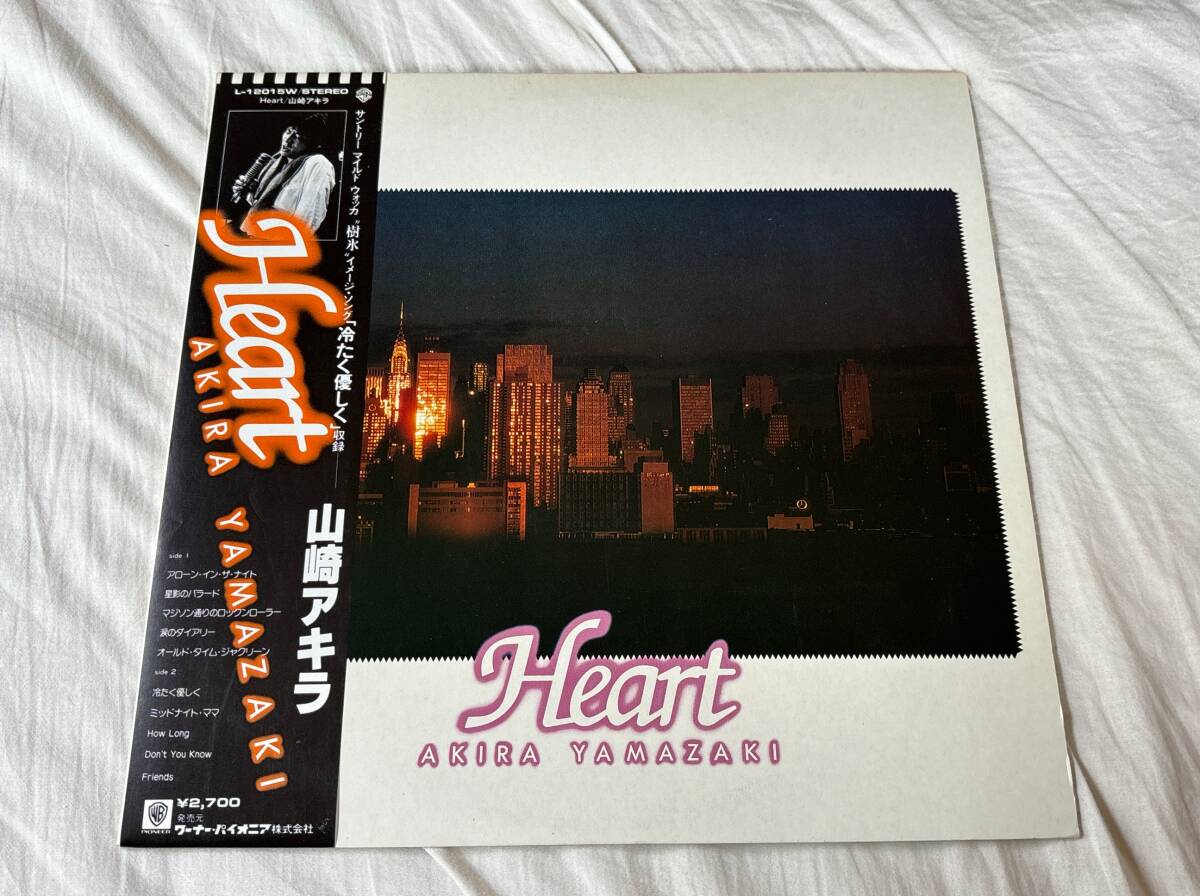 L-12015W/STEREO
Heart/山崎アキラ
サントリー マイルド ウォッカ "樹氷" イメージ・ソング「冷たく優しく」収録
Heart
AKIRA YAMAZAKI
山崎アキラ
side 1
アローン・イン・ザ・ナイト
星影のバラード
マジソン通りのロックンローラー
涙のダイアリー
オールド・タイム・ジャクリーン
side 2
冷たく優しく
ミッドナイト・ママ
How Long
Don't You Know
Friends
PIONEER
¥2,700
発売元
ワーナー・パイオニア株式会社
Heart
AKIRA YAMAZAKI